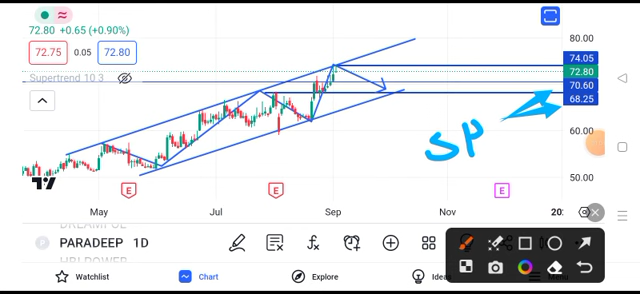 72.80 +0.65 (+0.90%)
72.75 0.05 72.80
Supertrend 10 3
80.00
74.05
72.80
70.60
68.25
60.00
50.00
SP
E E E
May Jul Sep Nov
PARADEEP 1D
Watchlist Chart Explore Ideas Menu